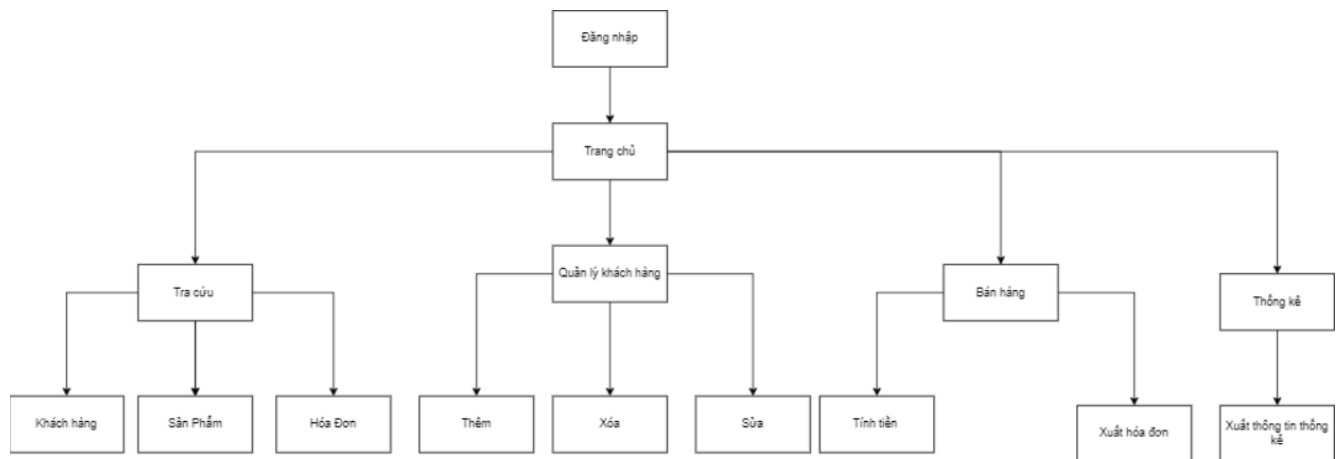 Đăng nhập
Trang chủ
Tra cứu
Quản lý khách hàng
Bán hàng
Thống kê
Khách hàng
Sản Phẩm
Hóa Đơn
Thêm
Xóa
Sửa
Tính tiền
Xuất hóa đơn
Xuất thông tin thống
kê